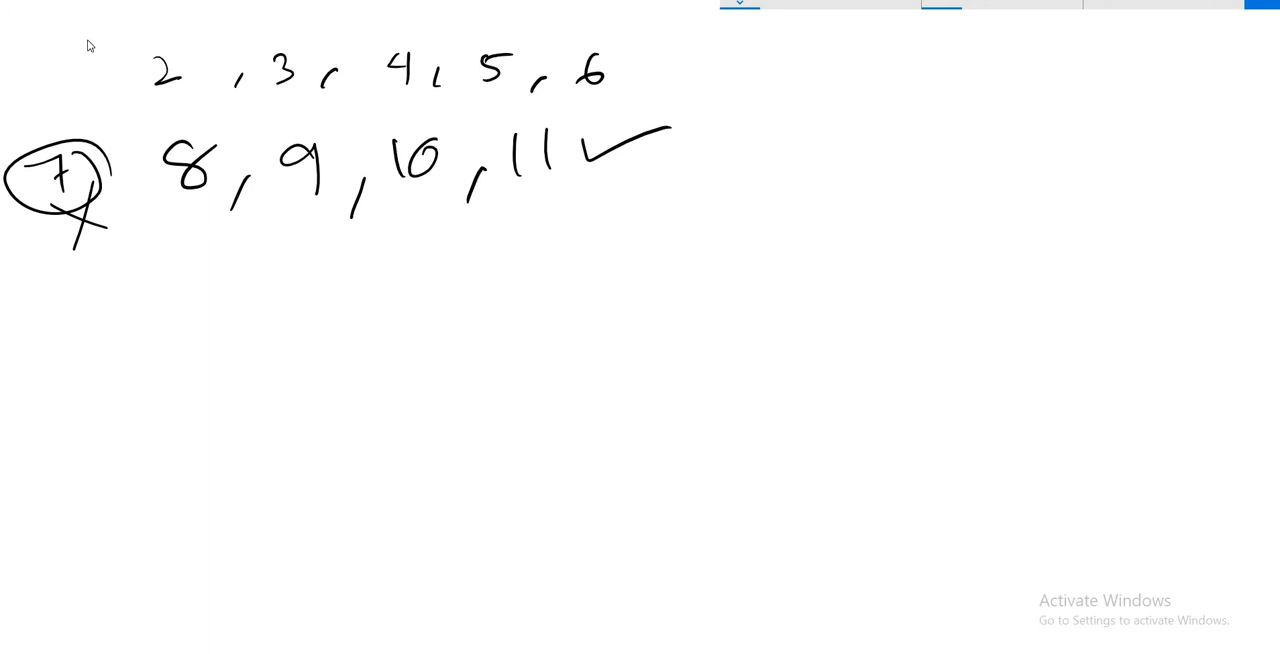 2, 3, 4, 5, 6
7 8, 9, 10, 11 ✓
Activate Windows
Go to Settings to activate Windows.